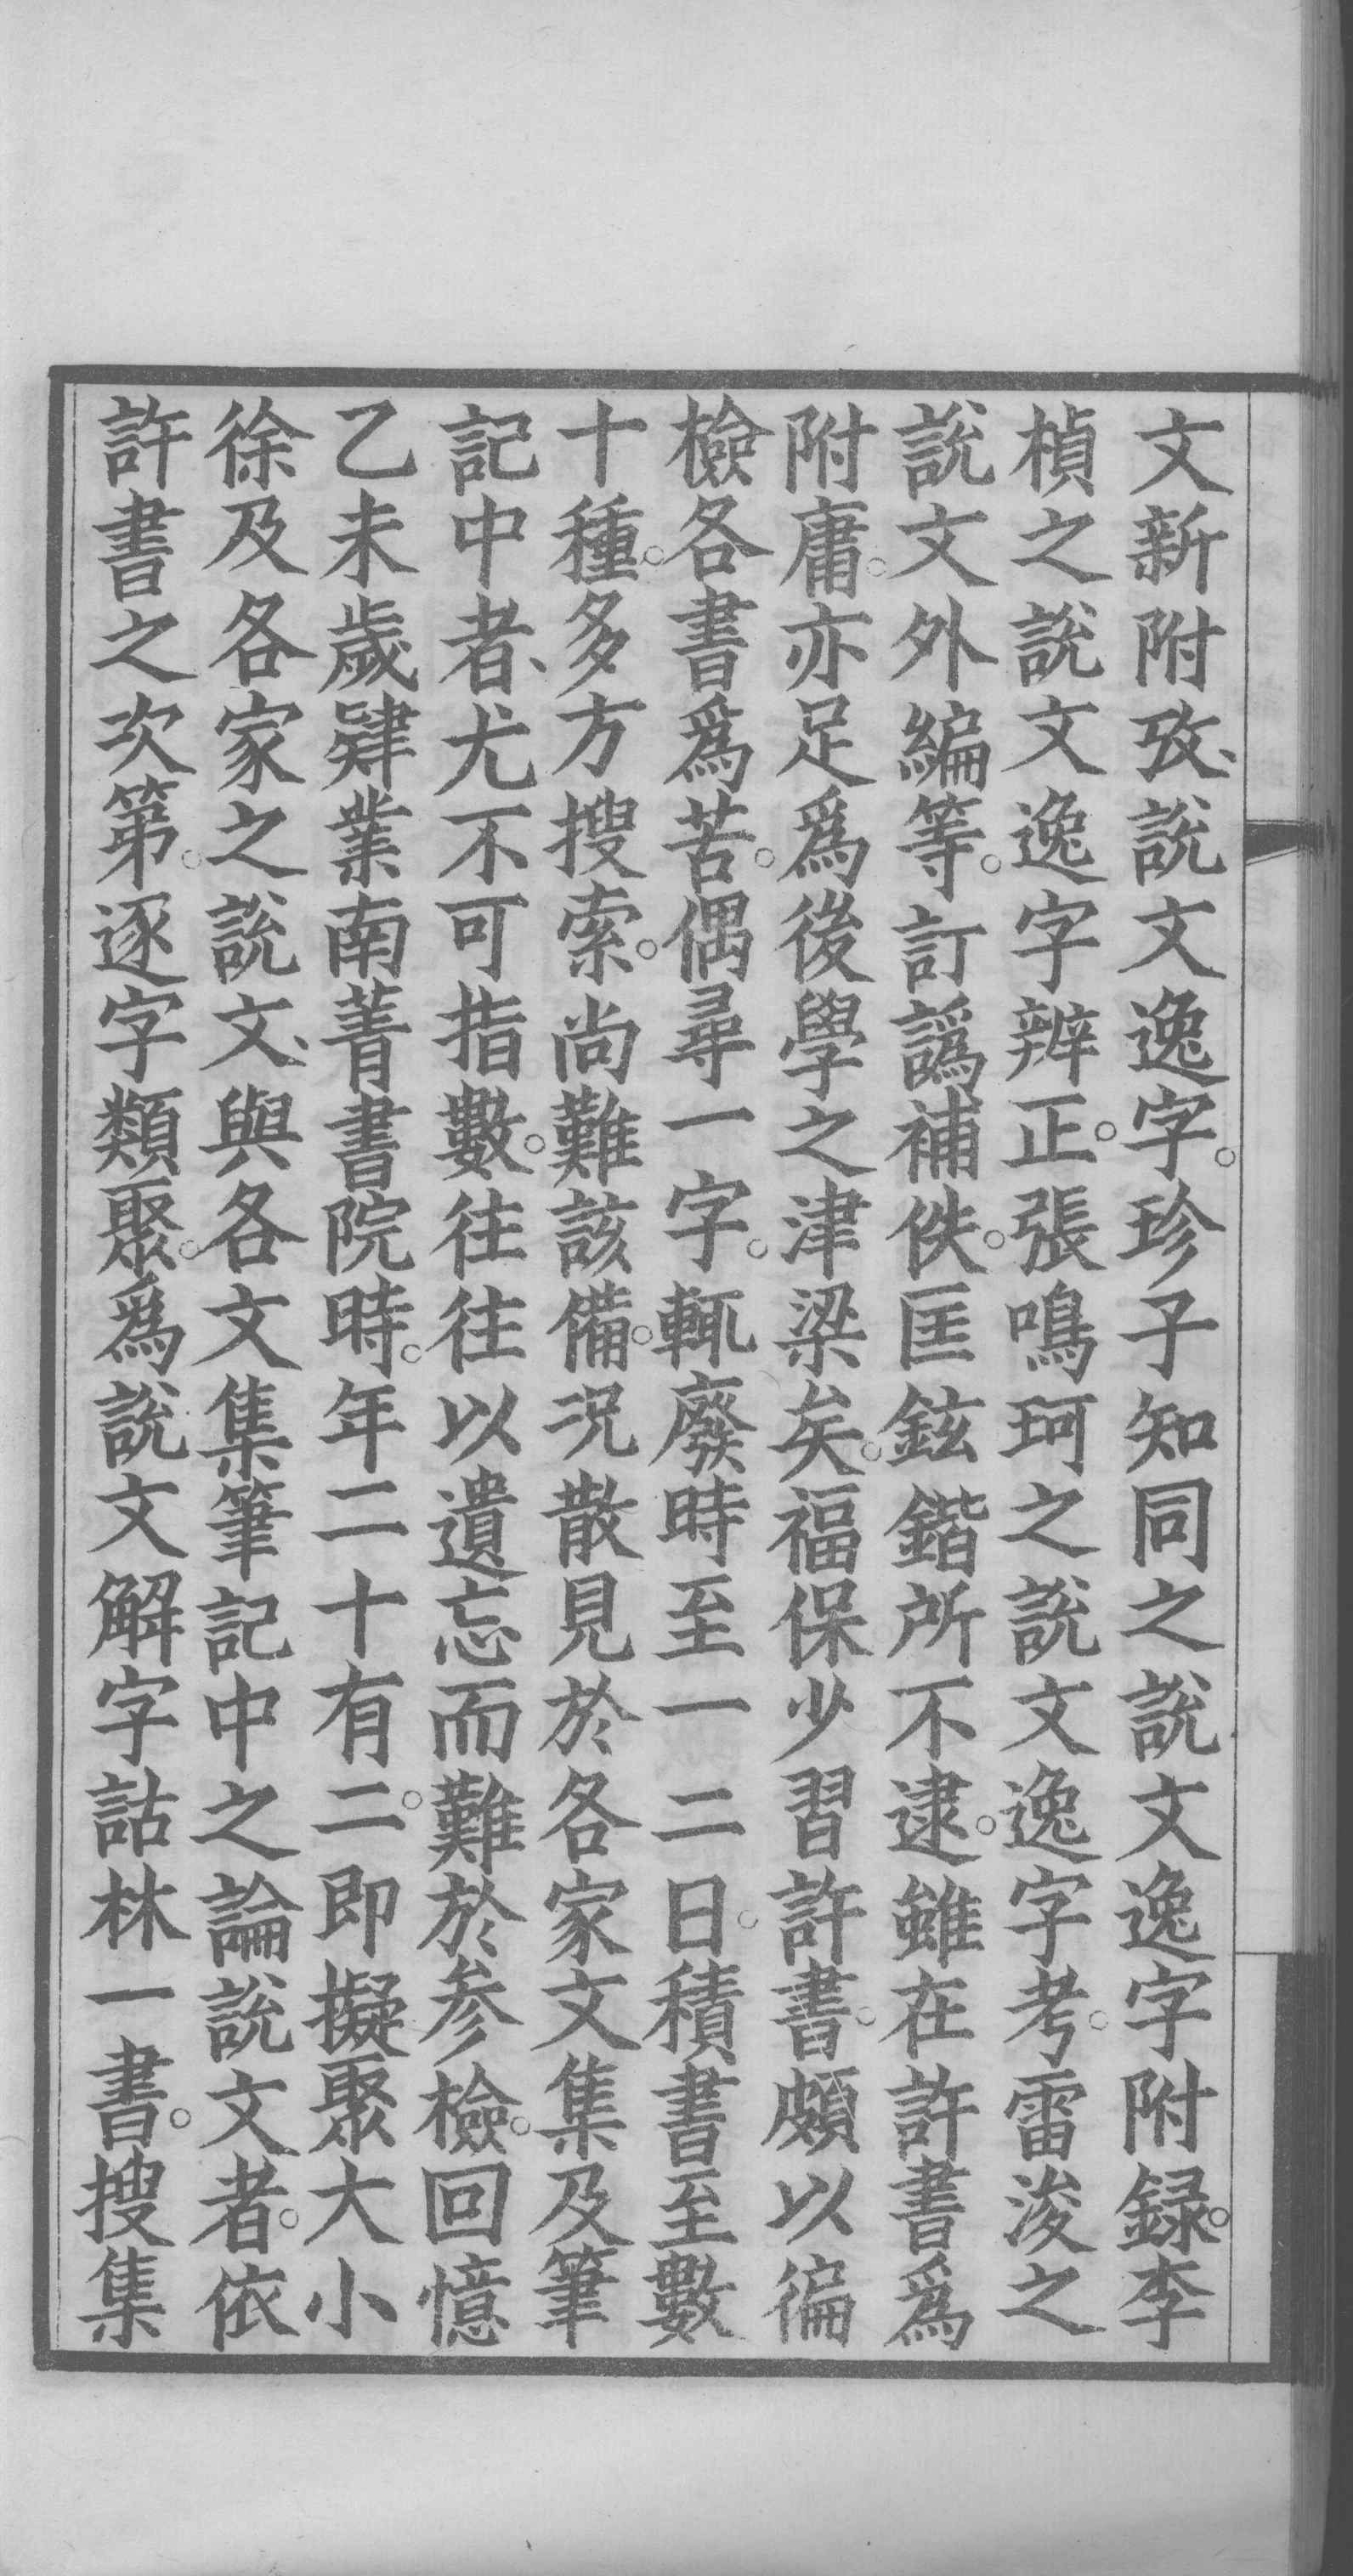 文新附攷、說文逸字。珍子知同之說文逸字附録。李
楨之說文逸字辨正。張鳴珂之說文逸字考。雷浚之
說文外編等。訂譌補佚。匡鉉鍇所不逮。雖在許書爲
附庸。亦足爲後學之津梁矣。福保少習許書。頗以徧
檢各書爲苦。偶尋一字。輒廢時至一二日。積書至數
十種。多方搜索。尚難該備。況散見於各家文集及筆
記中者、尤不可指數。往往以遺忘而難於参檢。回憶
乙未歲肄業南菁書院時。年二十有二。即擬聚大小
徐及各家之說文、與各文集筆記中之論說文者。依
許書之次第。逐字類聚。爲說文解字詁林一書。搜集